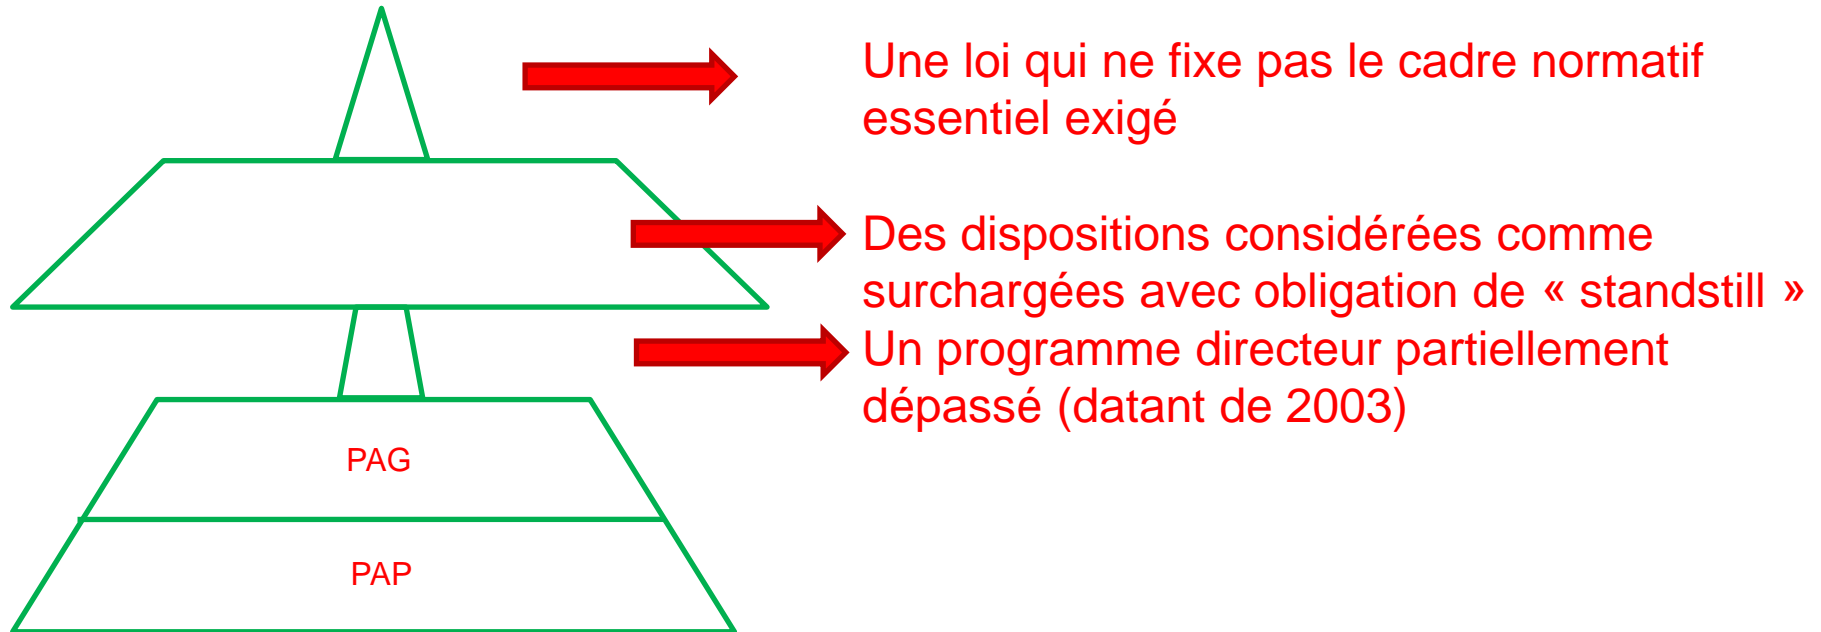 Une loi qui ne fixe pas le cadre normatif
essentiel exigé
Des dispositions considérées comme
surchargées avec obligation de « standstill »
Un programme directeur partiellement
dépassé (datant de 2003)
PAG
PAP